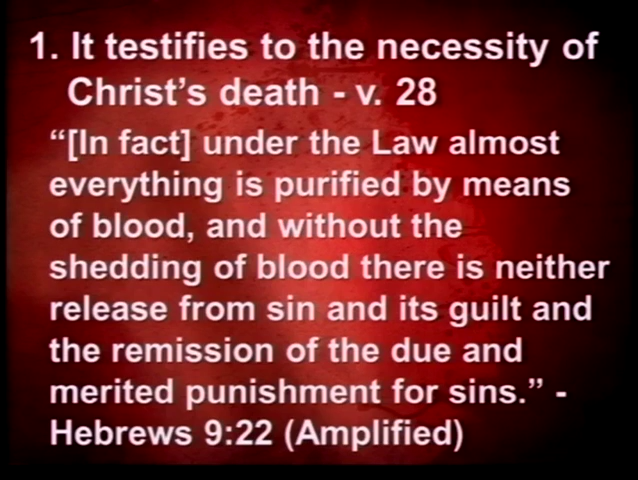 1. It testifies to the necessity of
Christ’s death - v. 28
“[In fact] under the Law almost
everything is purified by means
of blood, and without the
shedding of blood there is neither
release from sin and its guilt and
the remission of the due and
merited punishment for sins.” -
Hebrews 9:22 (Amplified)